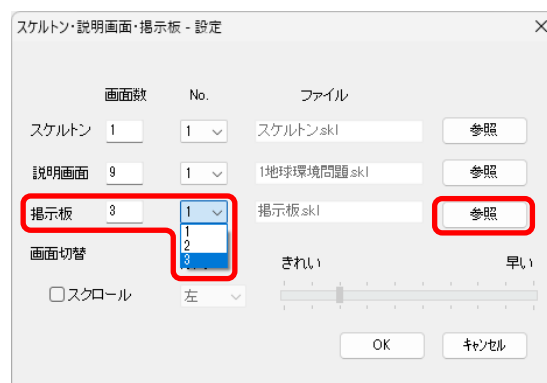 スケルトン・説明画面・掲示板 - 設定
画面数 No. ファイル
スケルトン 1 1 スケルトン.skl 参照
説明画面 9 1 1地球環境問題.skl 参照
掲示板 3 1 掲示板.skl 参照
1
2
3
画面切替 きれい 早い
スクロール 左
OK キャンセル